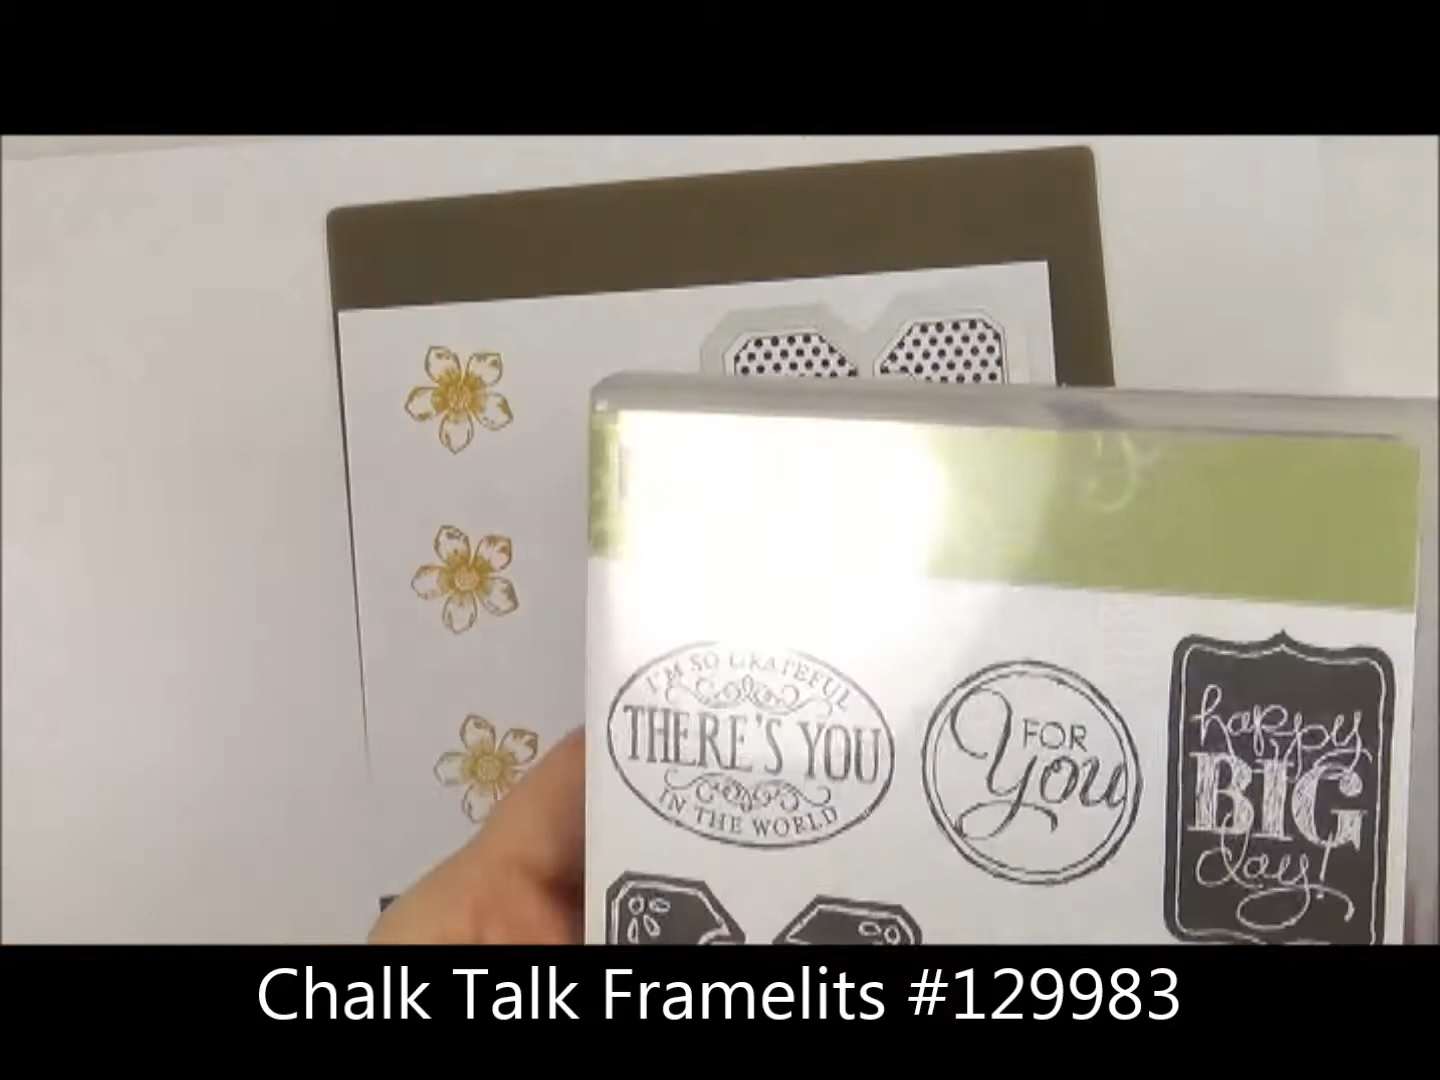 I'M SO GRATEFUL
THERE'S YOU
IN THE WORLD
FOR
You
happy
BIG
day!
Chalk Talk Framelits #129983